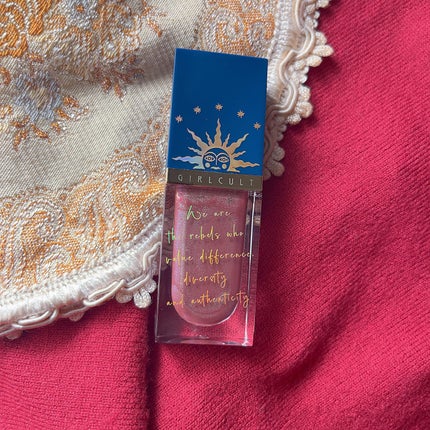 GIRLCULT
We are
the rebels who
value difference
diversity
and authenticity